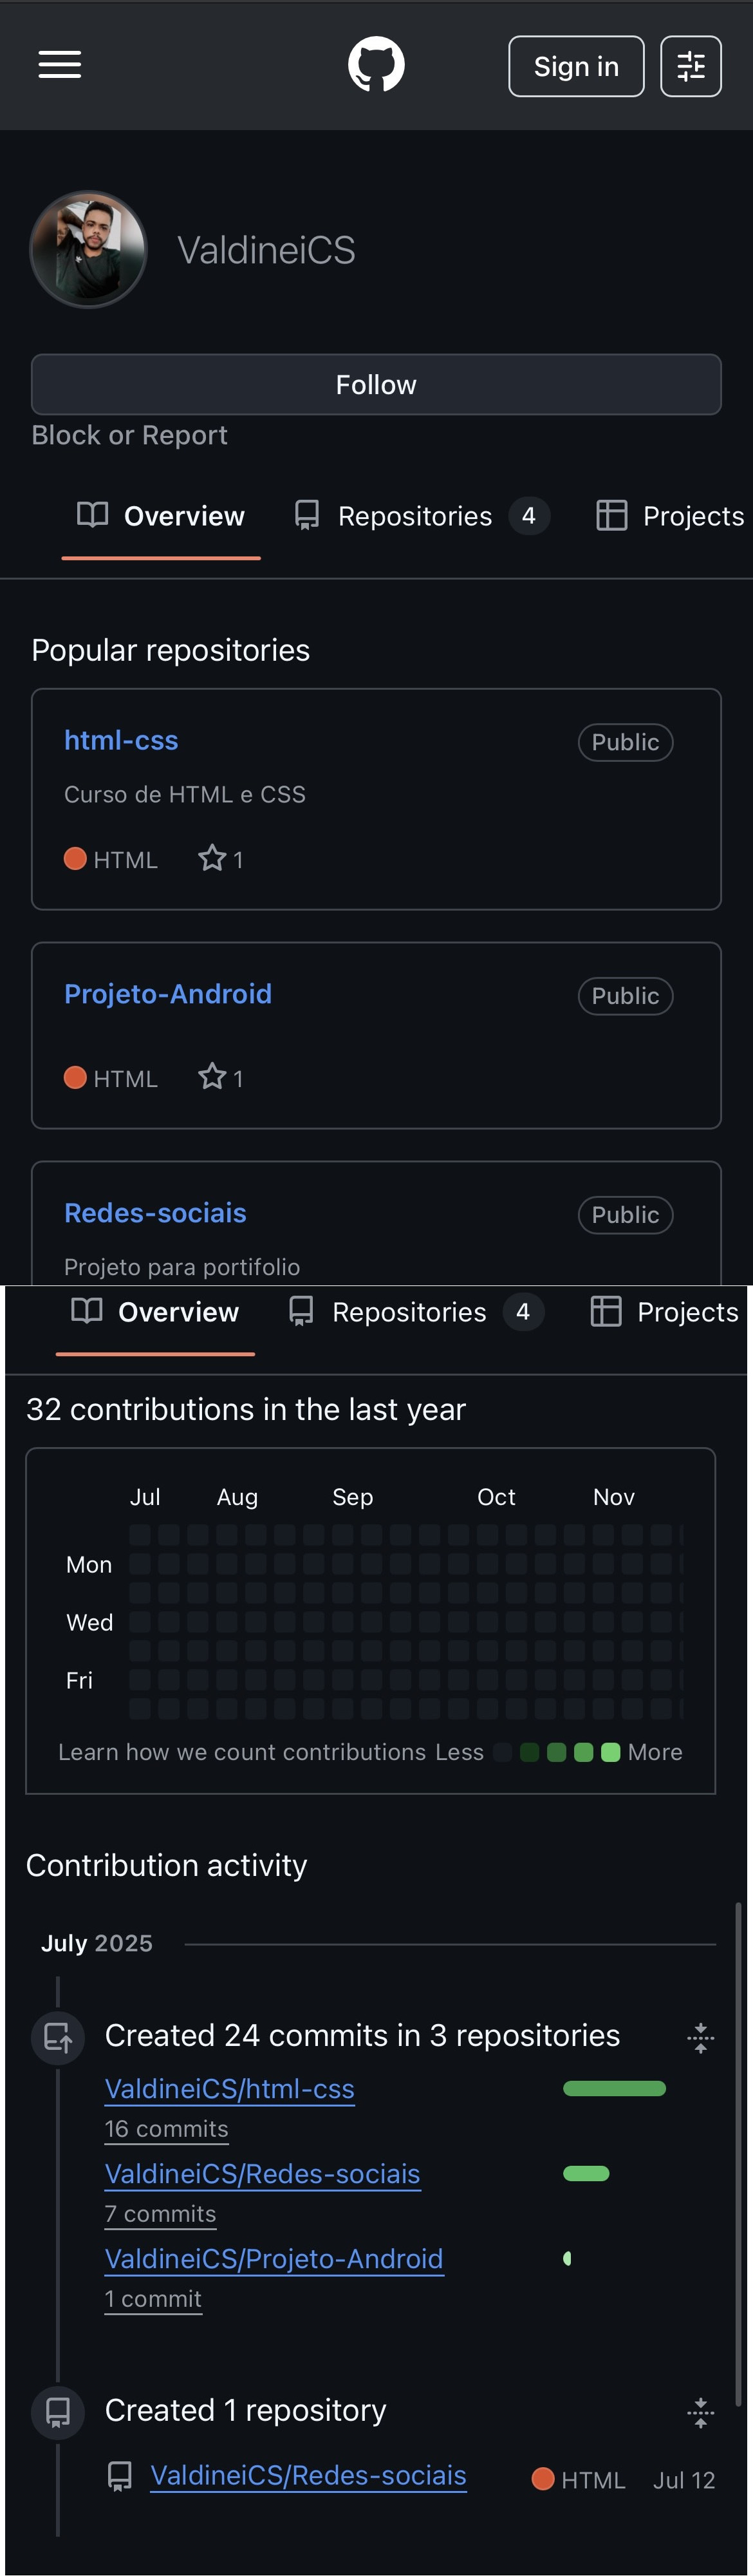 Sign in
ValdineiCS
Follow
Block or Report
Overview Repositories 4 Projects
Popular repositories
html-css Public
Curso de HTML e CSS
HTML 1
Projeto-Android Public
HTML 1
Redes-sociais Public
Projeto para portifolio
Overview Repositories 4 Projects
32 contributions in the last year
Jul Aug Sep Oct Nov
Mon
Wed
Fri
Learn how we count contributions Less More
Contribution activity
July 2025
Created 24 commits in 3 repositories
ValdineiCS/html-css
16 commits
ValdineiCS/Redes-sociais
7 commits
ValdineiCS/Projeto-Android
1 commit
Created 1 repository
ValdineiCS/Redes-sociais HTML Jul 12